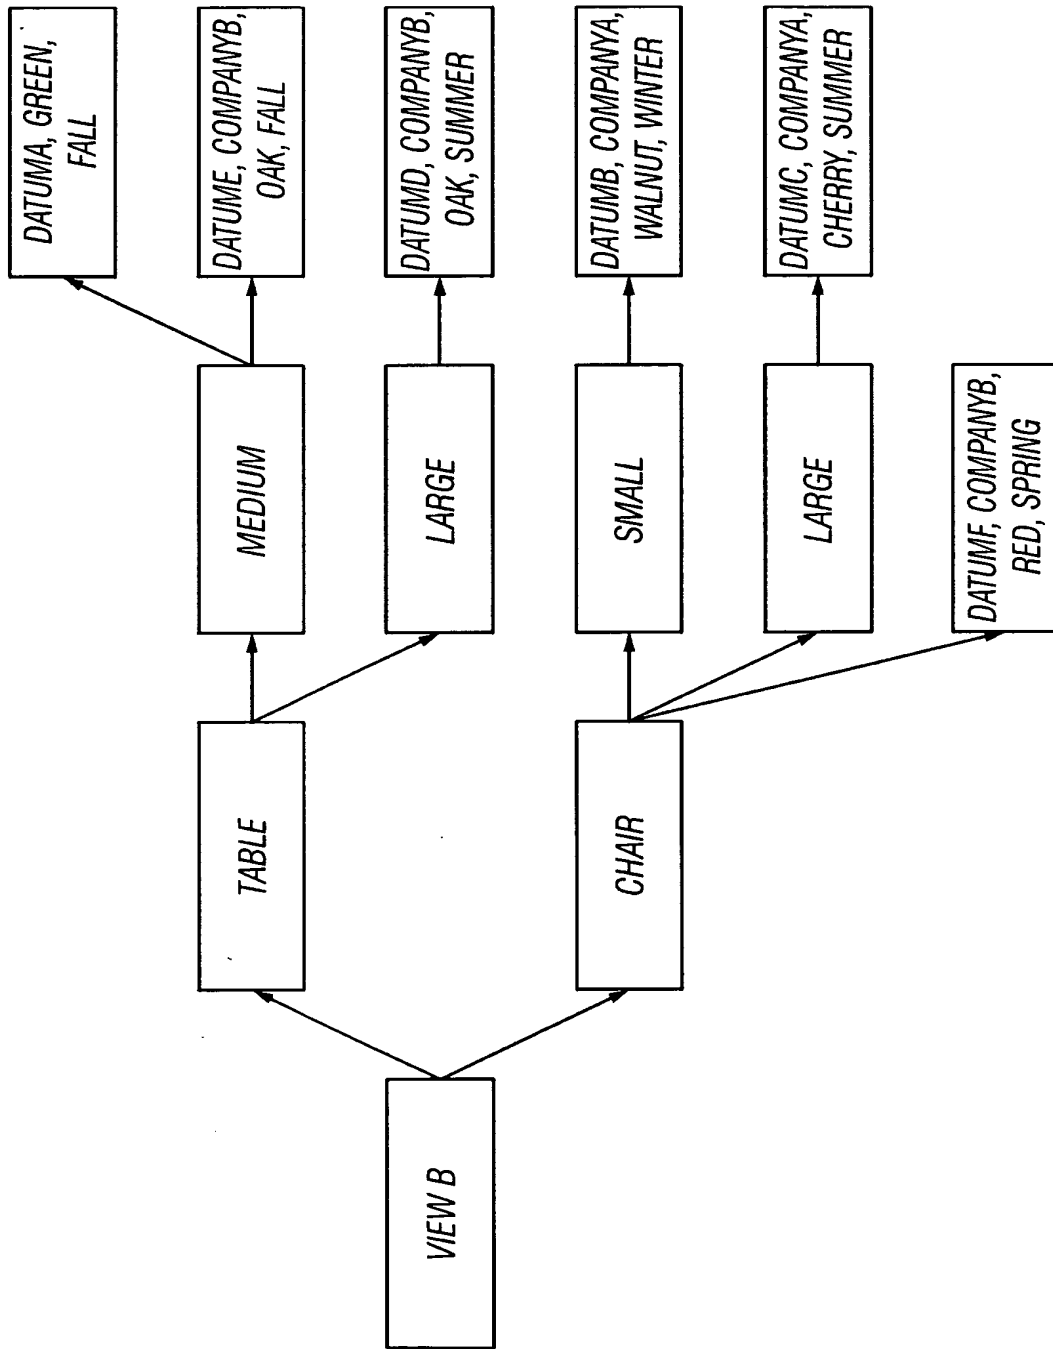 VIEW B
TABLE
CHAIR
MEDIUM
LARGE
SMALL
LARGE
DATUMF, COMPANYB,
RED, SPRING
DATUMA, GREEN,
FALL
DATUME, COMPANYB,
OAK, FALL
DATUMD, COMPANYB,
OAK, SUMMER
DATUMB, COMPANYA,
WALNUT, WINTER
DATUMC, COMPANYA,
CHERRY, SUMMER